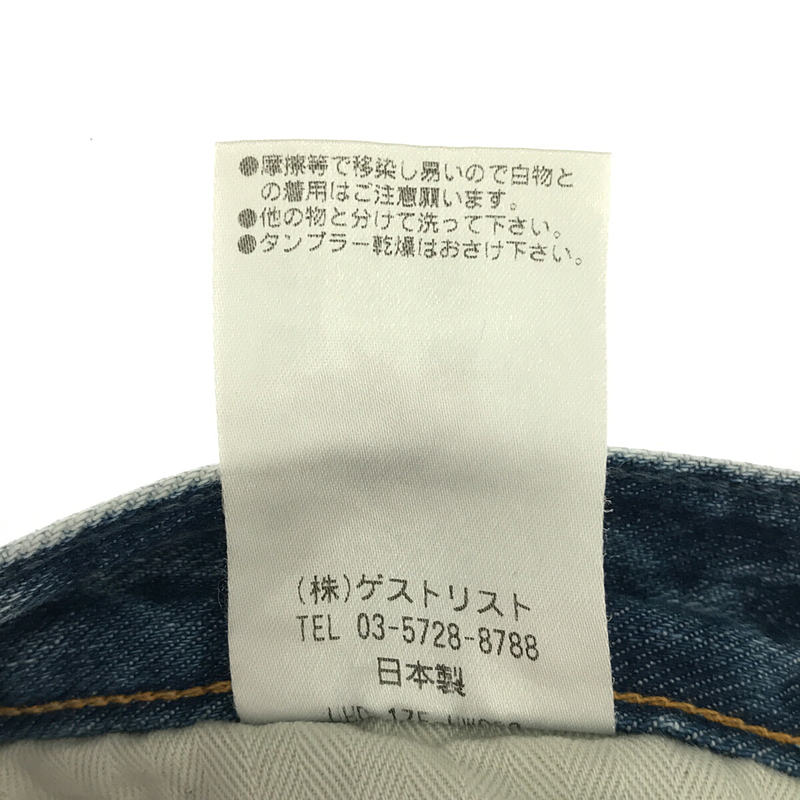 ●摩擦等で移染し易いので白物と
の着用はご注意願います。
●他の物と分けて洗って下さい。
●タンブラー乾燥はおさけ下さい。
(株)ゲストリスト
TEL 03-5728-8788
日本製